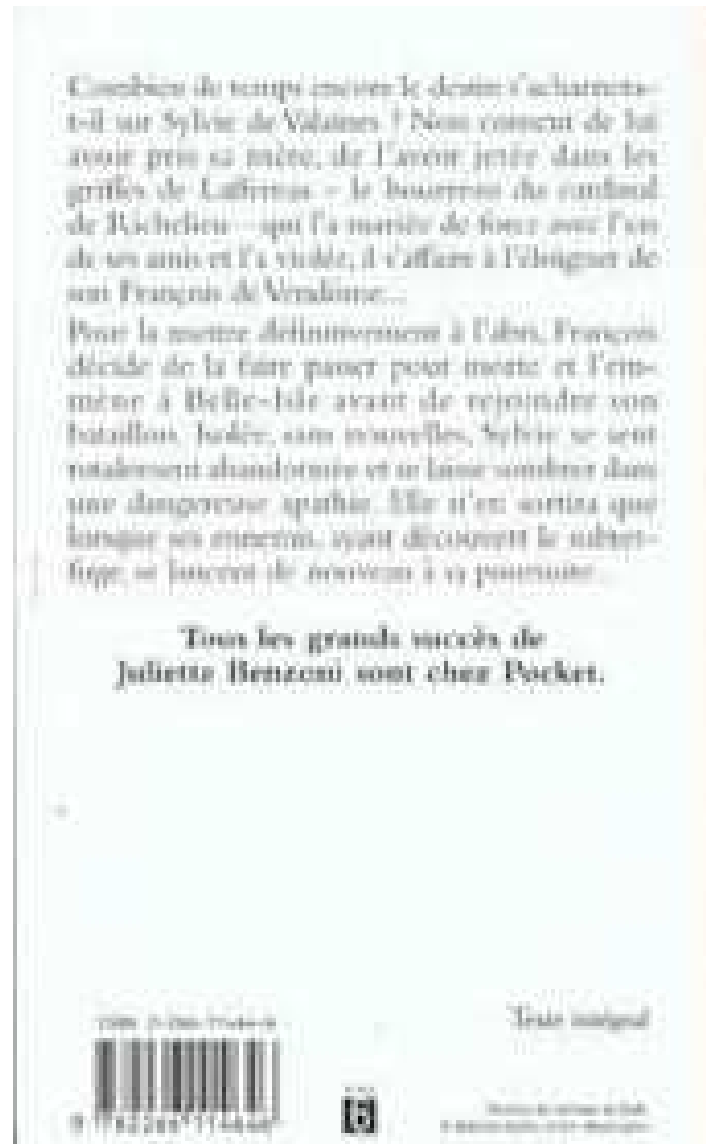 Combien de temps encore le destin s'acharnera-
t-il sur Sylvie de Valaines ? Non content de lui
avoir pris sa mère, de l'avoir jetée dans les
griffes de Laffemas – le bourreau du cardinal
de Richelieu – qui l'a mariée de force avec l'un
de ses amis et l'a violée, il s'affaire à l'éloigner de
son François de Vendôme...
Pour la mettre définitivement à l'abri, François
décide de la faire passer pour morte et l'em-
mène à Belle-Isle avant de rejoindre son
bataillon. Isolée, sans nouvelles, Sylvie se sent
totalement abandonnée et se laisse sombrer dans
une dangereuse apathie. Elle n'en sortira que
lorsque ses ennemis, ayant découvert le subter-
fuge, se lancent de nouveau à sa poursuite...
Tous les grands succès de
Juliette Benzoni sont chez Pocket.
Texte intégral
ISBN